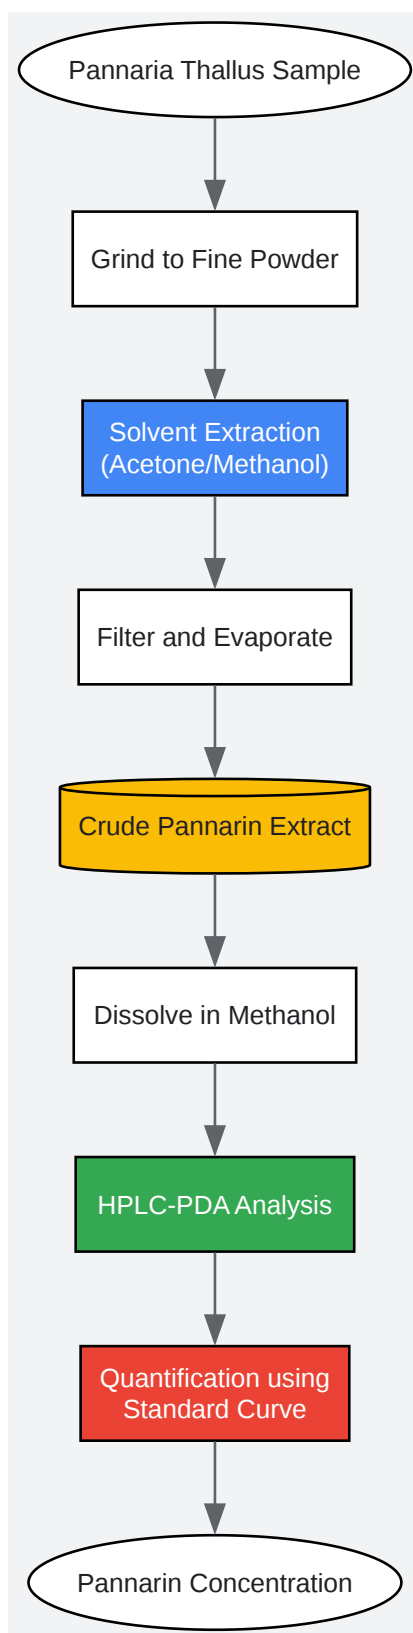 Pannaria Thallus Sample
Grind to Fine Powder
Solvent Extraction
(Acetone/Methanol)
Filter and Evaporate
Crude Pannarin Extract
Dissolve in Methanol
HPLC-PDA Analysis
Quantification using
Standard Curve
Pannarin Concentration